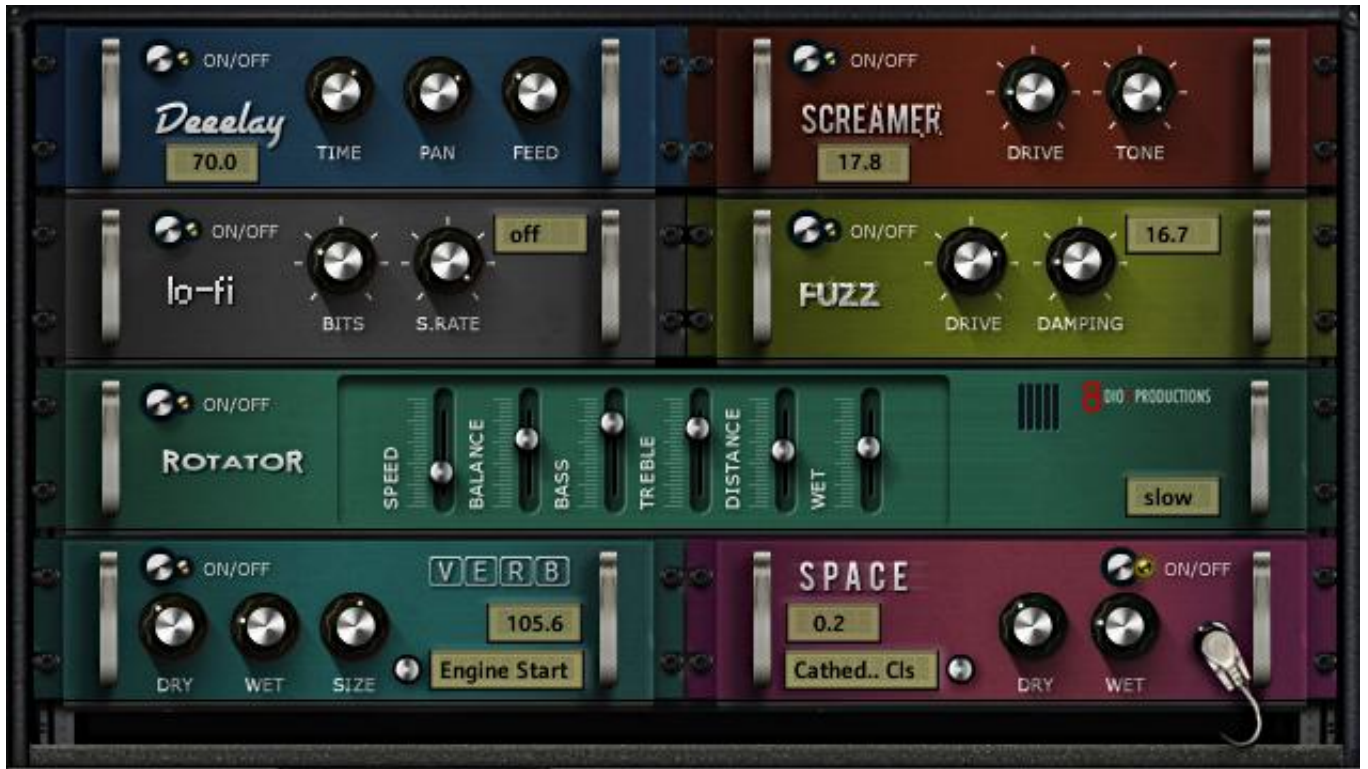 ON/OFF
Deeelay
70.0
TIME
PAN
FEED
ON/OFF
SCREAMER
17.8
DRIVE
TONE
ON/OFF
lo-fi
BITS
S.RATE
off
ON/OFF
FUZZ
DRIVE
DAMPING
16.7
ON/OFF
ROTATOR
SPEED
BALANCE
BASS
TREBLE
DISTANCE
WET
8DIO PRODUCTIONS
slow
ON/OFF
VERB
105.6
Engine Start
DRY
WET
SIZE
SPACE
ON/OFF
0.2
Cathed.. Cls
DRY
WET